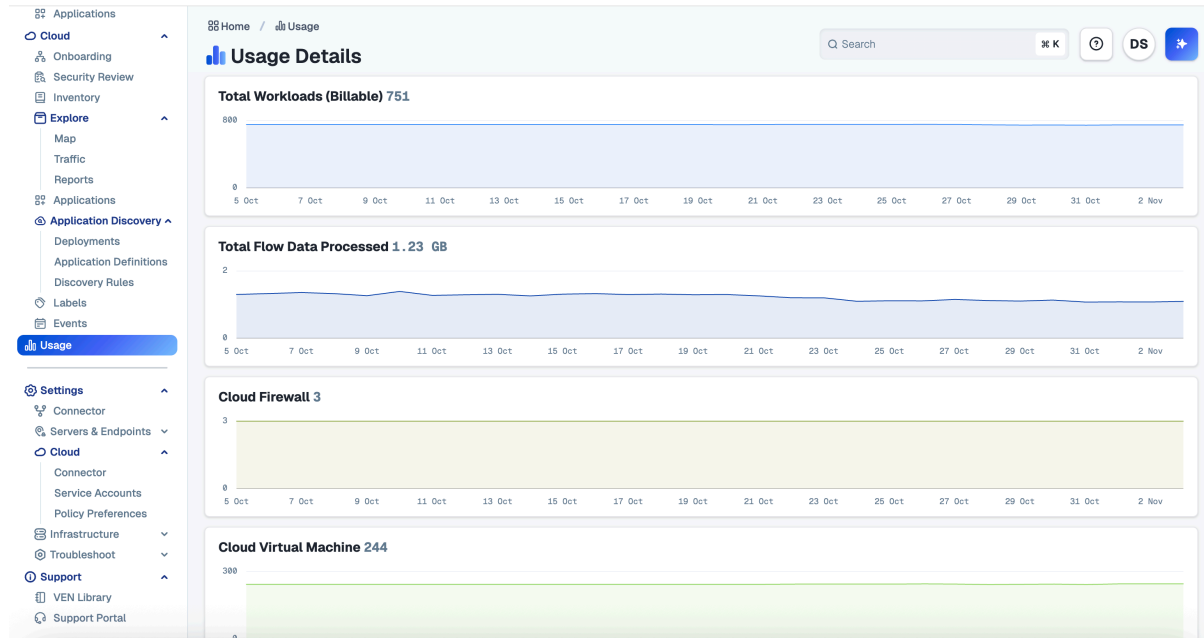 Applications
Cloud
Onboarding
Security Review
Inventory
Explore
Map
Traffic
Reports
Applications
Application Discovery
Deployments
Application Definitions
Discovery Rules
Labels
Events
Usage
Settings
Connector
Servers & Endpoints
Cloud
Connector
Service Accounts
Policy Preferences
Infrastructure
Troubleshoot
Support
VEN Library
Support Portal
Home / Usage
Usage Details
Search ⌘ K
DS
Total Workloads (Billable) 751
800
0
5 Oct 7 Oct 9 Oct 11 Oct 13 Oct 15 Oct 17 Oct 19 Oct 21 Oct 23 Oct 25 Oct 27 Oct 29 Oct 31 Oct 2 Nov
Total Flow Data Processed 1.23 GB
2
0
5 Oct 7 Oct 9 Oct 11 Oct 13 Oct 15 Oct 17 Oct 19 Oct 21 Oct 23 Oct 25 Oct 27 Oct 29 Oct 31 Oct 2 Nov
Cloud Firewall 3
3
0
5 Oct 7 Oct 9 Oct 11 Oct 13 Oct 15 Oct 17 Oct 19 Oct 21 Oct 23 Oct 25 Oct 27 Oct 29 Oct 31 Oct 2 Nov
Cloud Virtual Machine 244
300
0